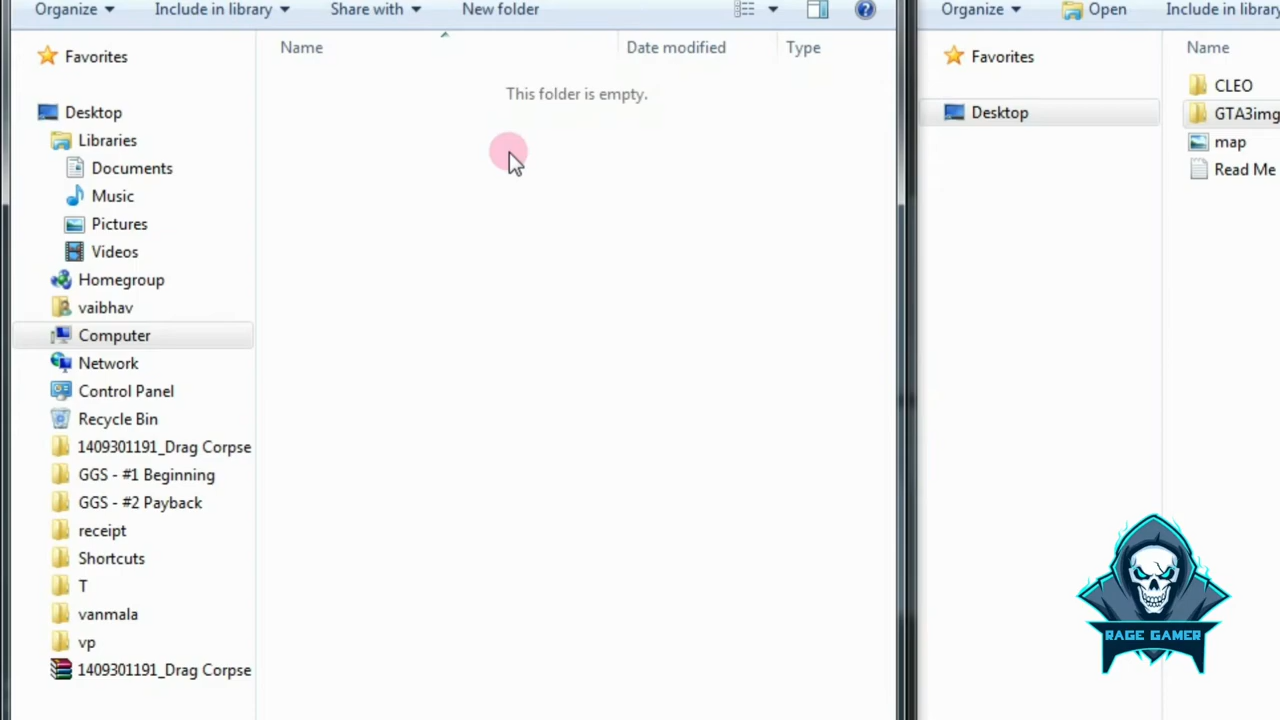 Organize
Include in library
Share with
New folder
Name
Date modified
Type
This folder is empty.
Favorites
Desktop
Libraries
Documents
Music
Pictures
Videos
Homegroup
vaibhav
Computer
Network
Control Panel
Recycle Bin
1409301191_Drag Corpse
GGS - #1 Beginning
GGS - #2 Payback
receipt
Shortcuts
T
vanmala
vp
1409301191_Drag Corpse
Organize
Open
Include in library
Name
Favorites
Desktop
CLEO
GTA3img
map
Read Me
RAGE GAMER